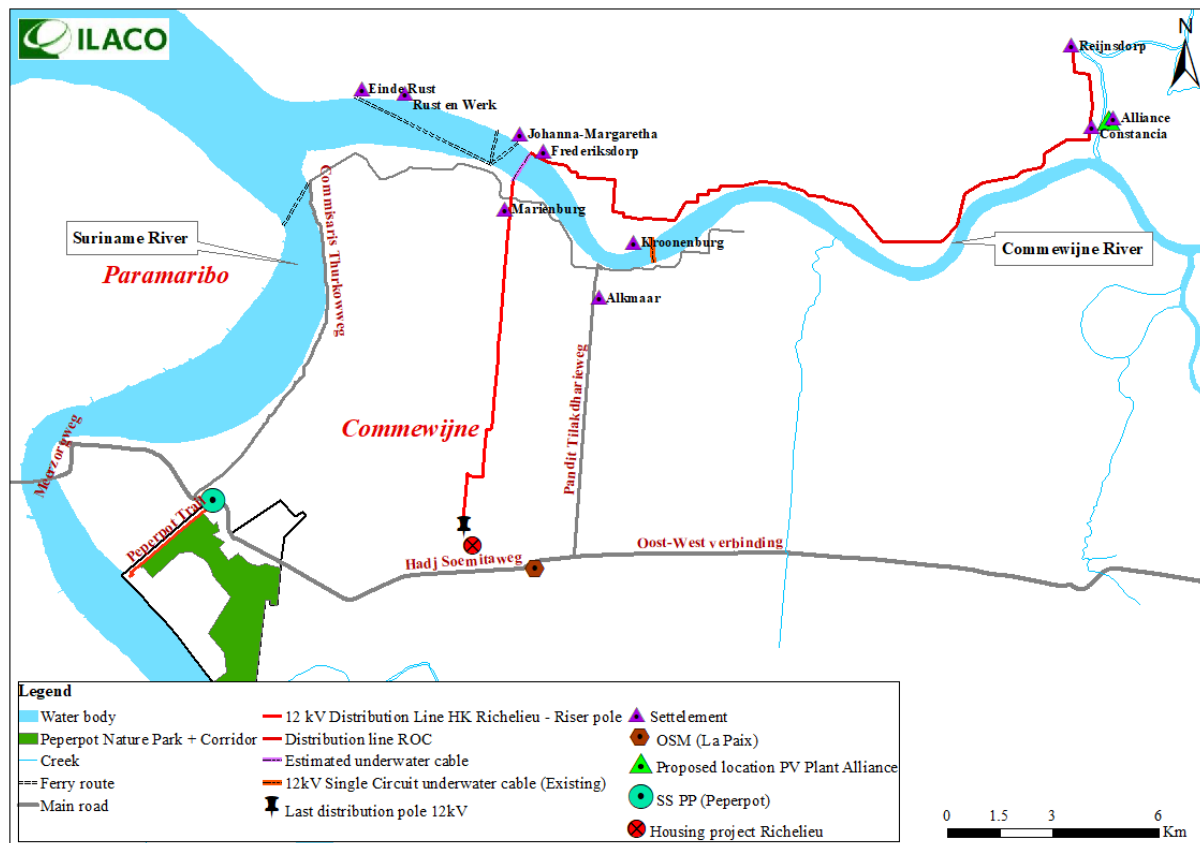 ILACO
N
Reijnsdorp
Einde Rust
Rust en Werk
Alliance
Constancia
Johanna-Margaretha
Frederiksdorp
Commisaris Thurkowweg
Marienburg
Suriname River
Kroonenburg
Commewijne River
Paramaribo
Alkmaar
Pandit Tilakdharieweg
Commewijne
Meerzorgweg
Peperpot Trail
Oost-West verbinding
Hadj Soemitaweg
Legend
Water body
Peperpot Nature Park + Corridor
Creek
Ferry route
Main road
12 kV Distribution Line HK Richelieu - Riser pole
Distribution line ROC
Estimated underwater cable
12kV Single Circuit underwater cable (Existing)
Last distribution pole 12kV
Settelement
OSM (La Paix)
Proposed location PV Plant Alliance
SS PP (Peperpot)
Housing project Richelieu
0 1.5 3 6
Km